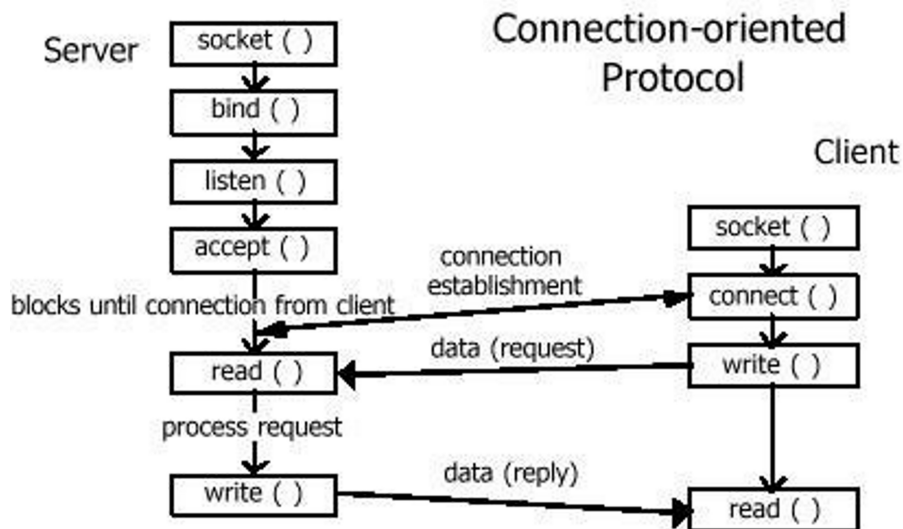 Connection-oriented
Protocol
Server
socket ( )
bind ( )
listen ( )
accept ( )
blocks until connection from client
read ( )
process request
write ( )
connection
establishment
data (request)
data (reply)
Client
socket ( )
connect ( )
write ( )
read ( )